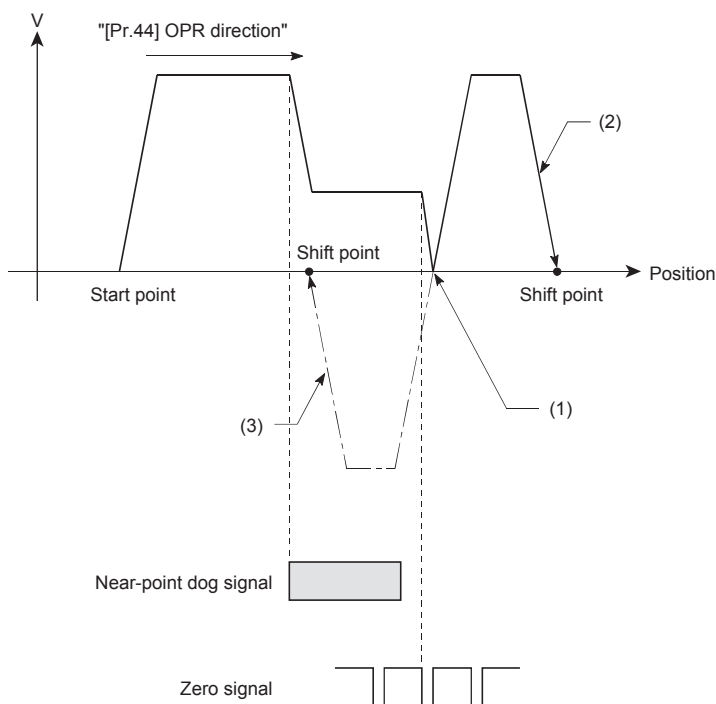 V
"[Pr.44] OPR direction"
(2)
Shift point
Position
Start point
Shift point
(1)
(3)
Near-point dog signal
Zero signal